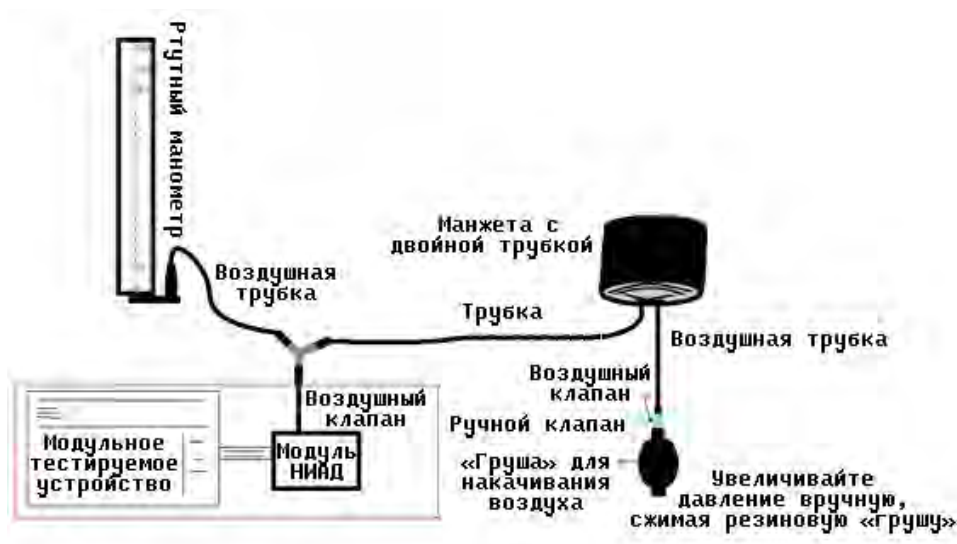 Ртутный манометр
Манжета с
двойной трубкой
Воздушная
трубка
Трубка
Воздушная трубка
Воздушный
клапан
Воздушный
клапан
Ручной клапан
Модульное
тестируемое
устройство
Модуль
НИАД
«Груша» для
накачивания
воздуха
Увеличивайте
давление вручную,
сжимая резиновую «грушу»